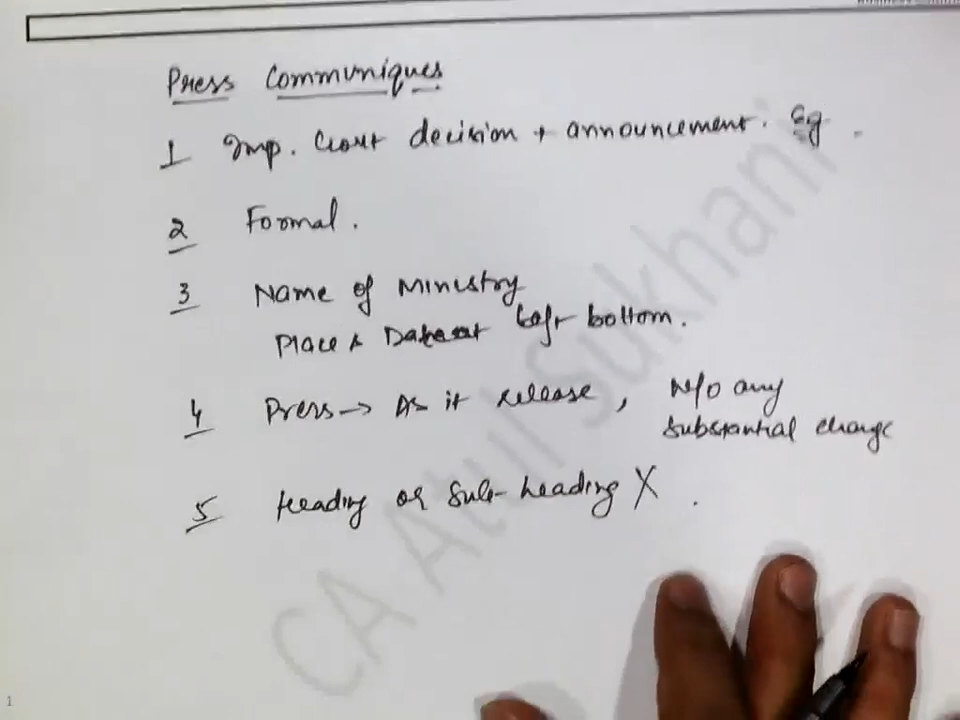 Press Communiques
1 Imp. Govt decision + announcement. Eg
2 Formal.
3 Name of Ministry
Place & Date at left bottom.
4 Press → As it release, w/o any
substantial change
5 Heading or Sub-heading X
CA Atul Sukhani
1